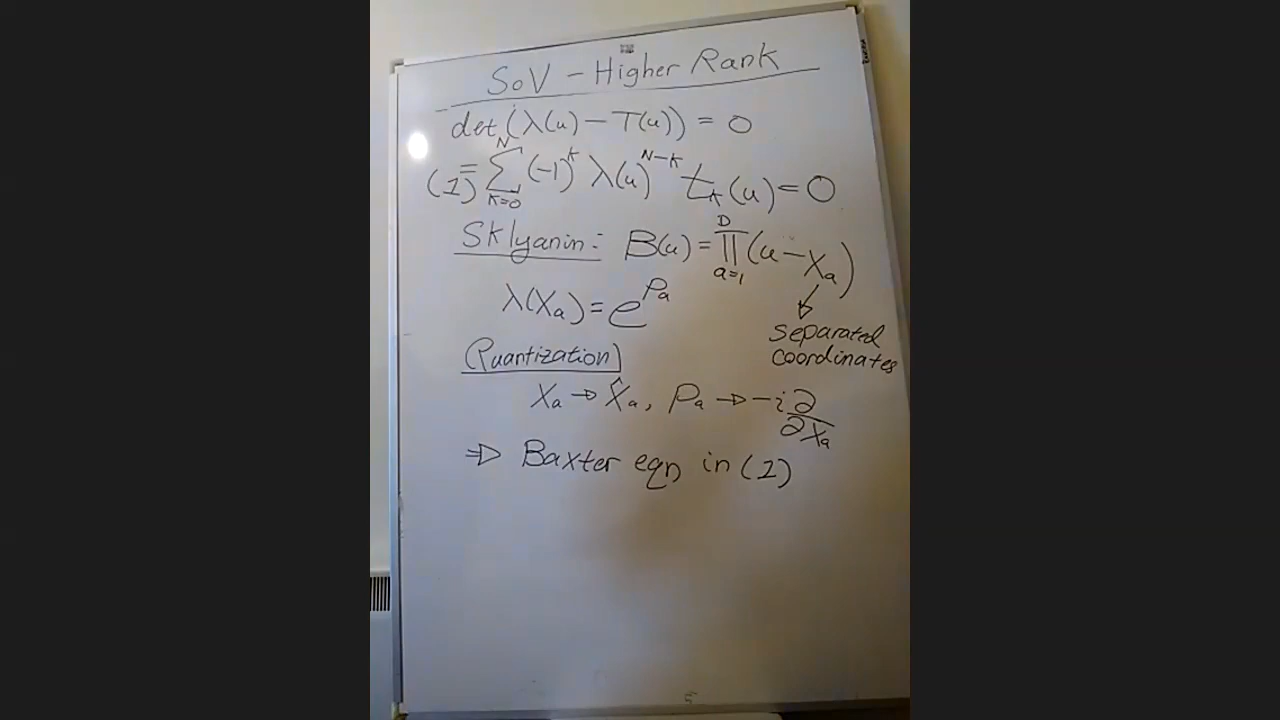 SoV - Higher Rank
det (λ(u) - T(u)) = 0
(1) ≡ ∑_{k=0}^{N} (-1)^k λ(u)^{N-k} t_k(u) = 0
Sklyanin: B(u) = ∏_{a=1}^{D} (u - X_a)
λ(X_a) = e^{P_a}
separated
coordinates
Quantization
X_a → X̂_a, P_a → -i ∂/∂X_a
⇒ Baxter eqn in (1)